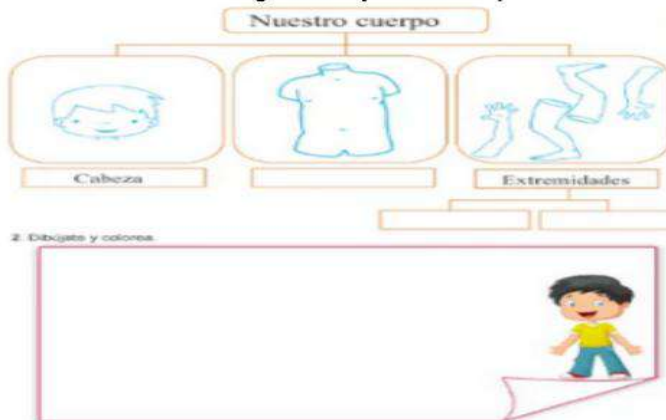 Nuestro cuerpo
Cabeza
Extremidades
2. Dibújate y colorea.